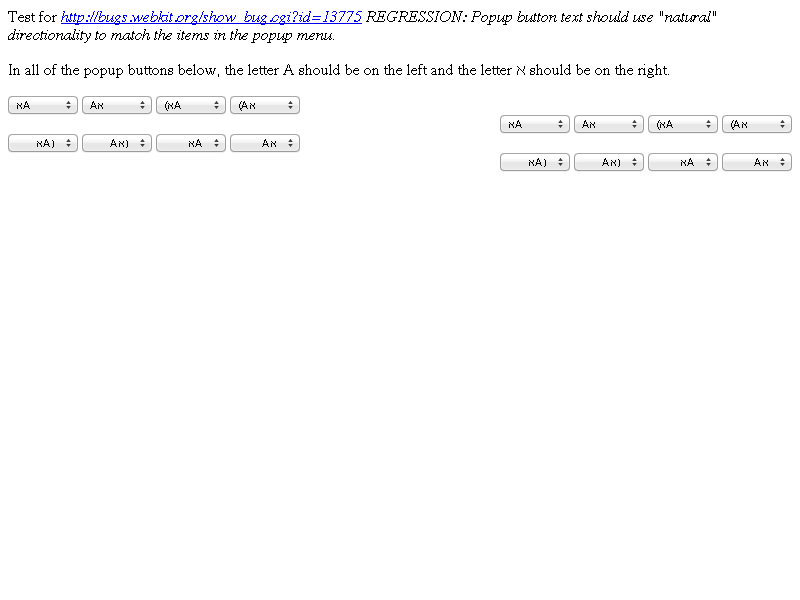 Test for http://bugs.webkit.org/show_bug.cgi?id=13775 REGRESSION: Popup button text should use "natural"
directionality to match the items in the popup menu.
In all of the popup buttons below, the letter A should be on the left and the letter א should be on the right.
אA Aא (אA (Aא
אA) Aא) אA Aא
אA Aא (אA (Aא
אA) Aא) אA Aא